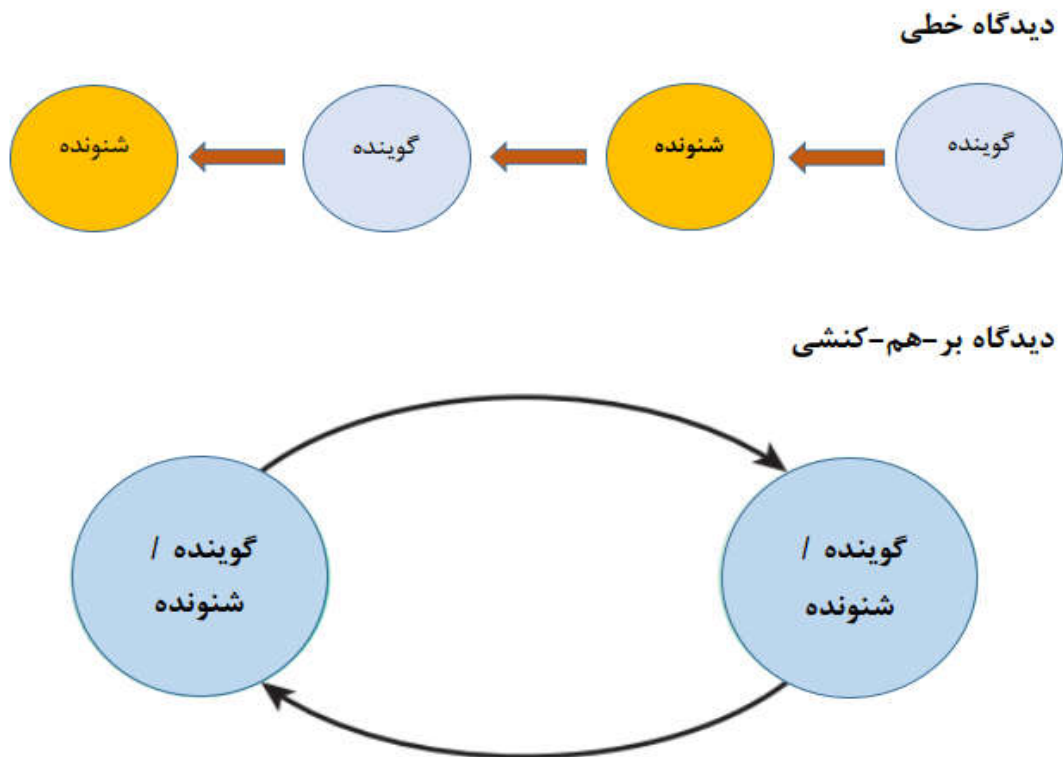 دیدگاه خطی
گوینده
شنونده
گوینده
شنونده
دیدگاه بر-هم-کنشی
گوینده /
شنونده
گوینده /
شنونده